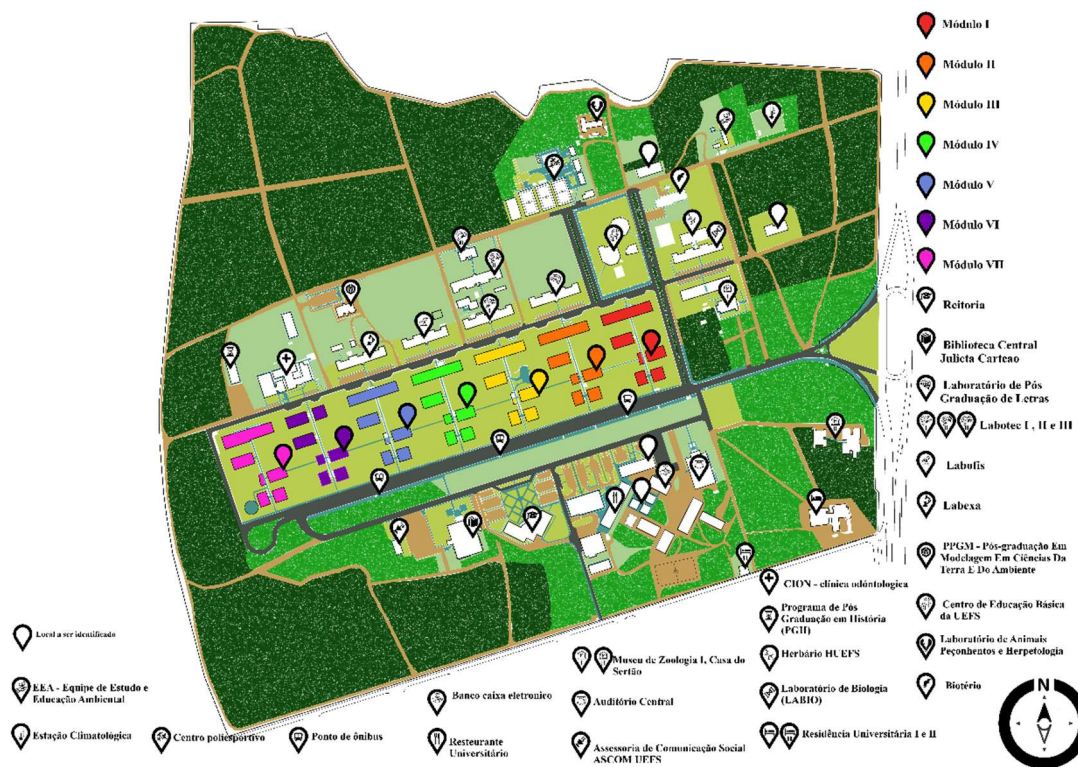 Módulo I
Módulo II
Módulo III
Módulo IV
Módulo V
Módulo VI
Módulo VII
Reitoria
Biblioteca Central
Julieta Carteao
Laboratório de Pós
Graduação de Letras
Labotec I , II e III
Labofis
Labexa
PPGM - Pós-graduação Em
Modelagem Em Ciências Da
Terra E Do Ambiente
Centro de Educação Básica
da UEFS
Laboratório de Animais
Peçonhentos e Herpetologia
Biotério
CION - clínica odóntologica
Programa de Pós
Graduação em História
(PGH)
Herbário HUEFS
Laboratório de Biologia
(LABIO)
Residência Universitária I e II
Museu de Zoologia I, Casa do
Sertão
Auditório Central
Assessoria de Comunicação Social
ASCOM UEFS
Banco caixa eletronico
Resteurante
Universitário
Local a ser identificado
EEA - Equipe de Estudo e
Educação Ambiental
Estação Climatológica
Centro poliesportivo
Ponto de ônibus
N